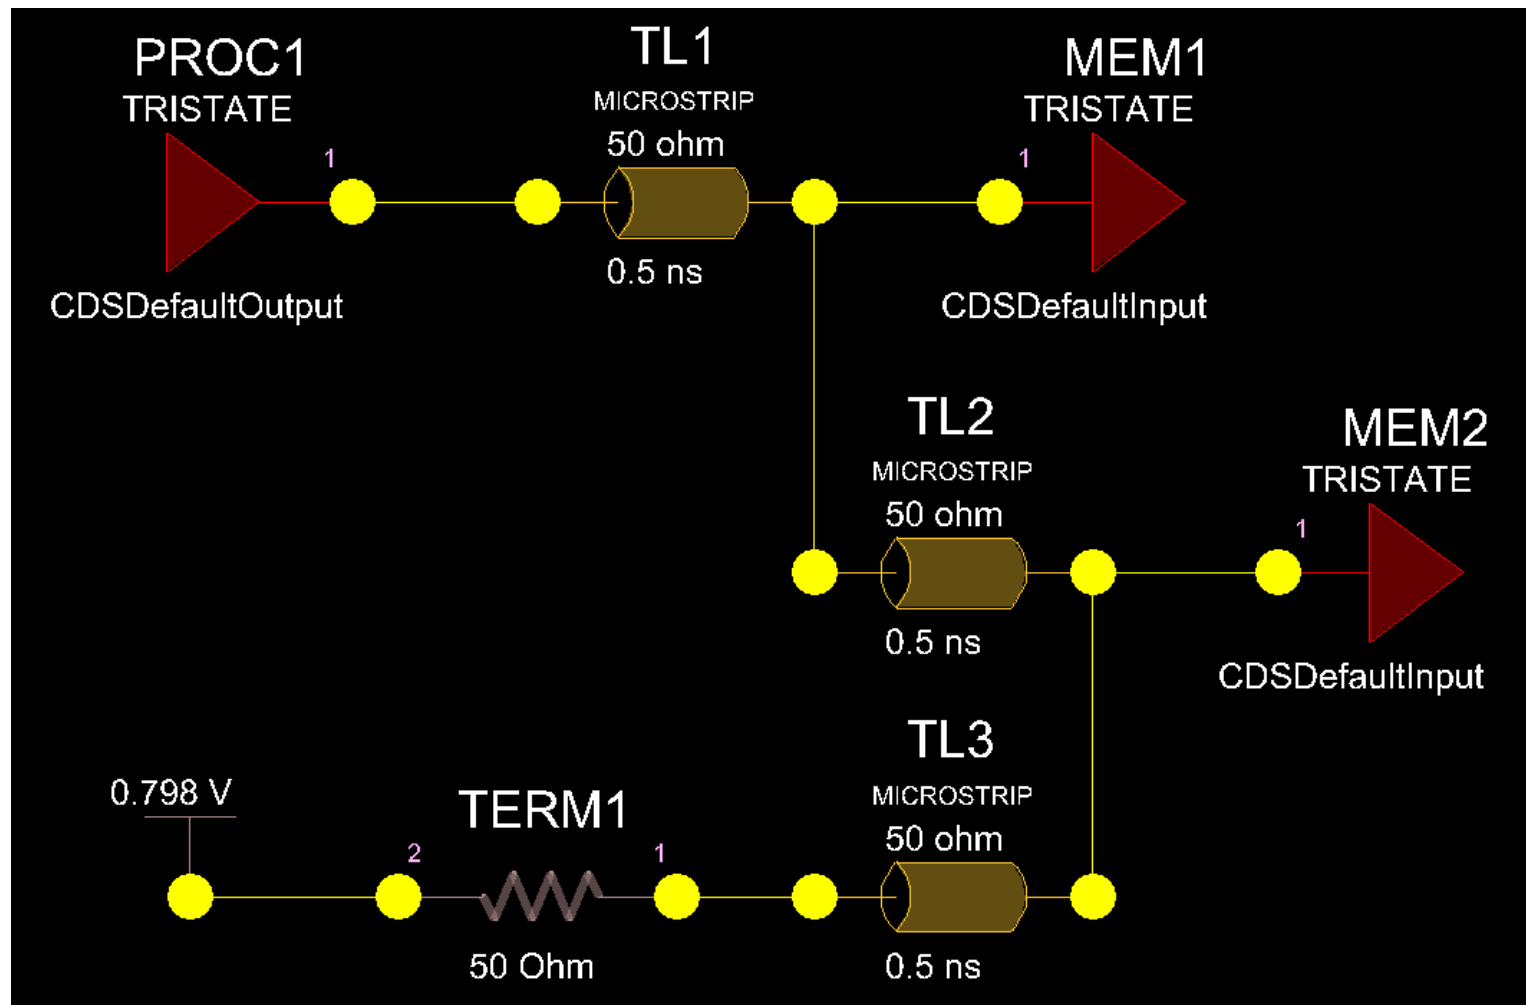 PROC1
TRISTATE
1
CDSDefaultOutput
TL1
MICROSTRIP
50 ohm
0.5 ns
MEM1
TRISTATE
1
CDSDefaultInput
TL2
MICROSTRIP
50 ohm
0.5 ns
MEM2
TRISTATE
1
CDSDefaultInput
0.798 V
TERM1
2
1
50 Ohm
TL3
MICROSTRIP
50 ohm
0.5 ns